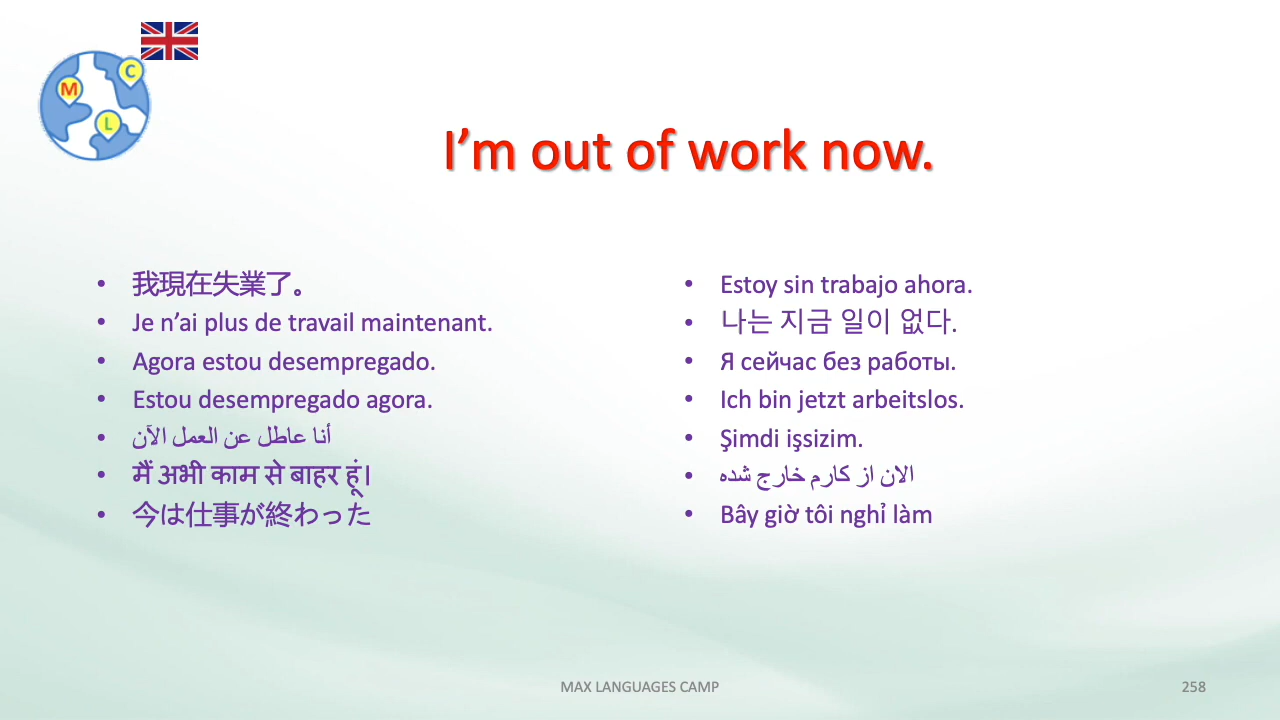 C
M
L
I’m out of work now.
我現在失業了。
Je n’ai plus de travail maintenant.
Agora estou desempregado.
Estou desempregado agora.
أنا عاطل عن العمل الآن
मैं अभी काम से बाहर हूं।
今は仕事が終わった
Estoy sin trabajo ahora.
나는 지금 일이 없다.
Я сейчас без работы.
Ich bin jetzt arbeitslos.
Şimdi işsizim.
الان از کارم خارج شده
Bây giờ tôi nghỉ làm
MAX LANGUAGES CAMP
258